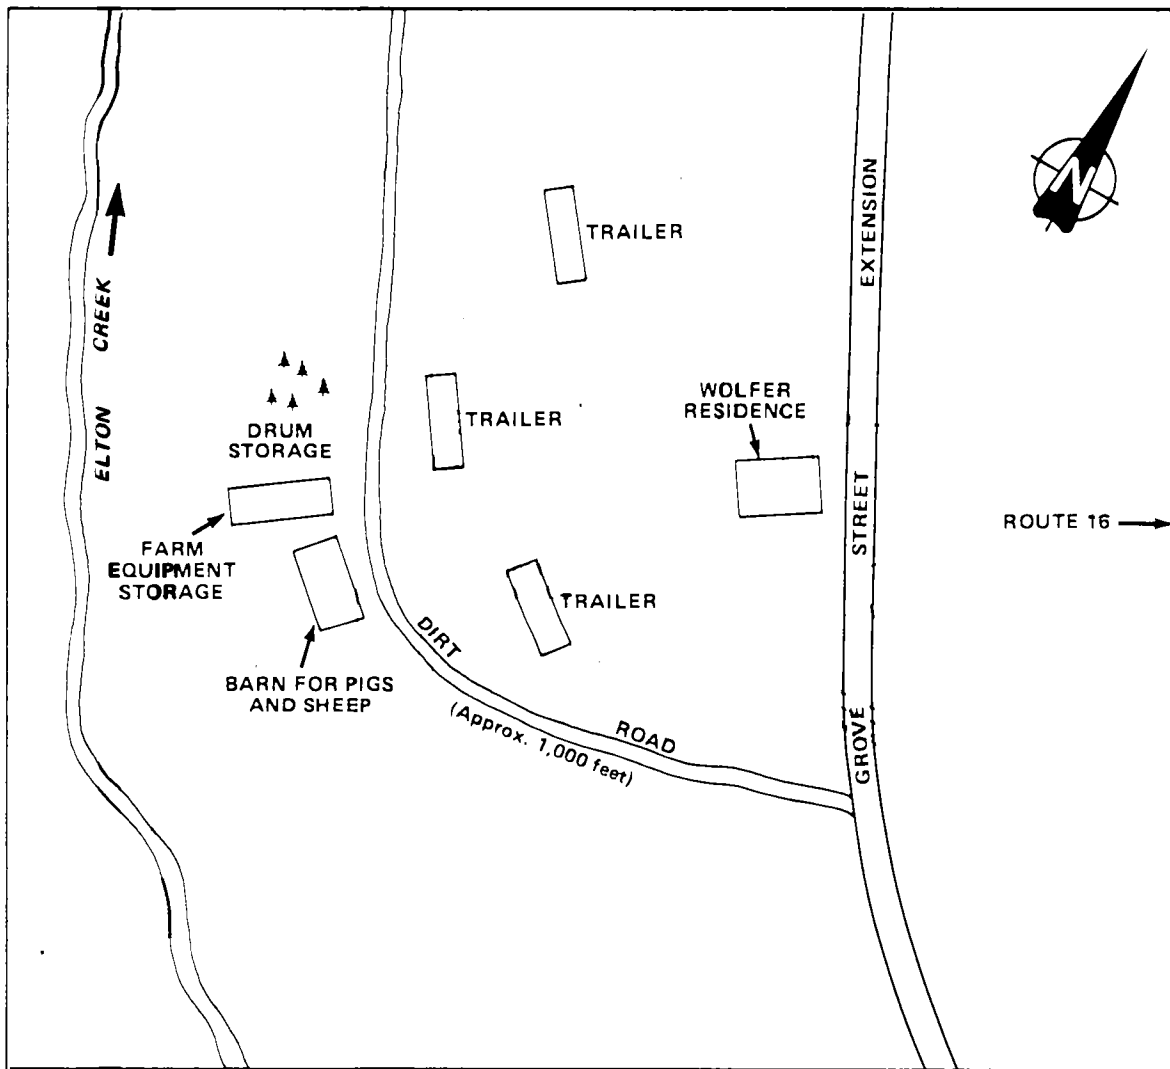 N
TRAILER
EXTENSION
ELTON CREEK
WOLFER
RESIDENCE
TRAILER
DRUM
STORAGE
STREET
ROUTE 16
FARM
EQUIPMENT
STORAGE
TRAILER
DIRT ROAD
BARN FOR PIGS
AND SHEEP
(Approx. 1,000 feet)
GROVE